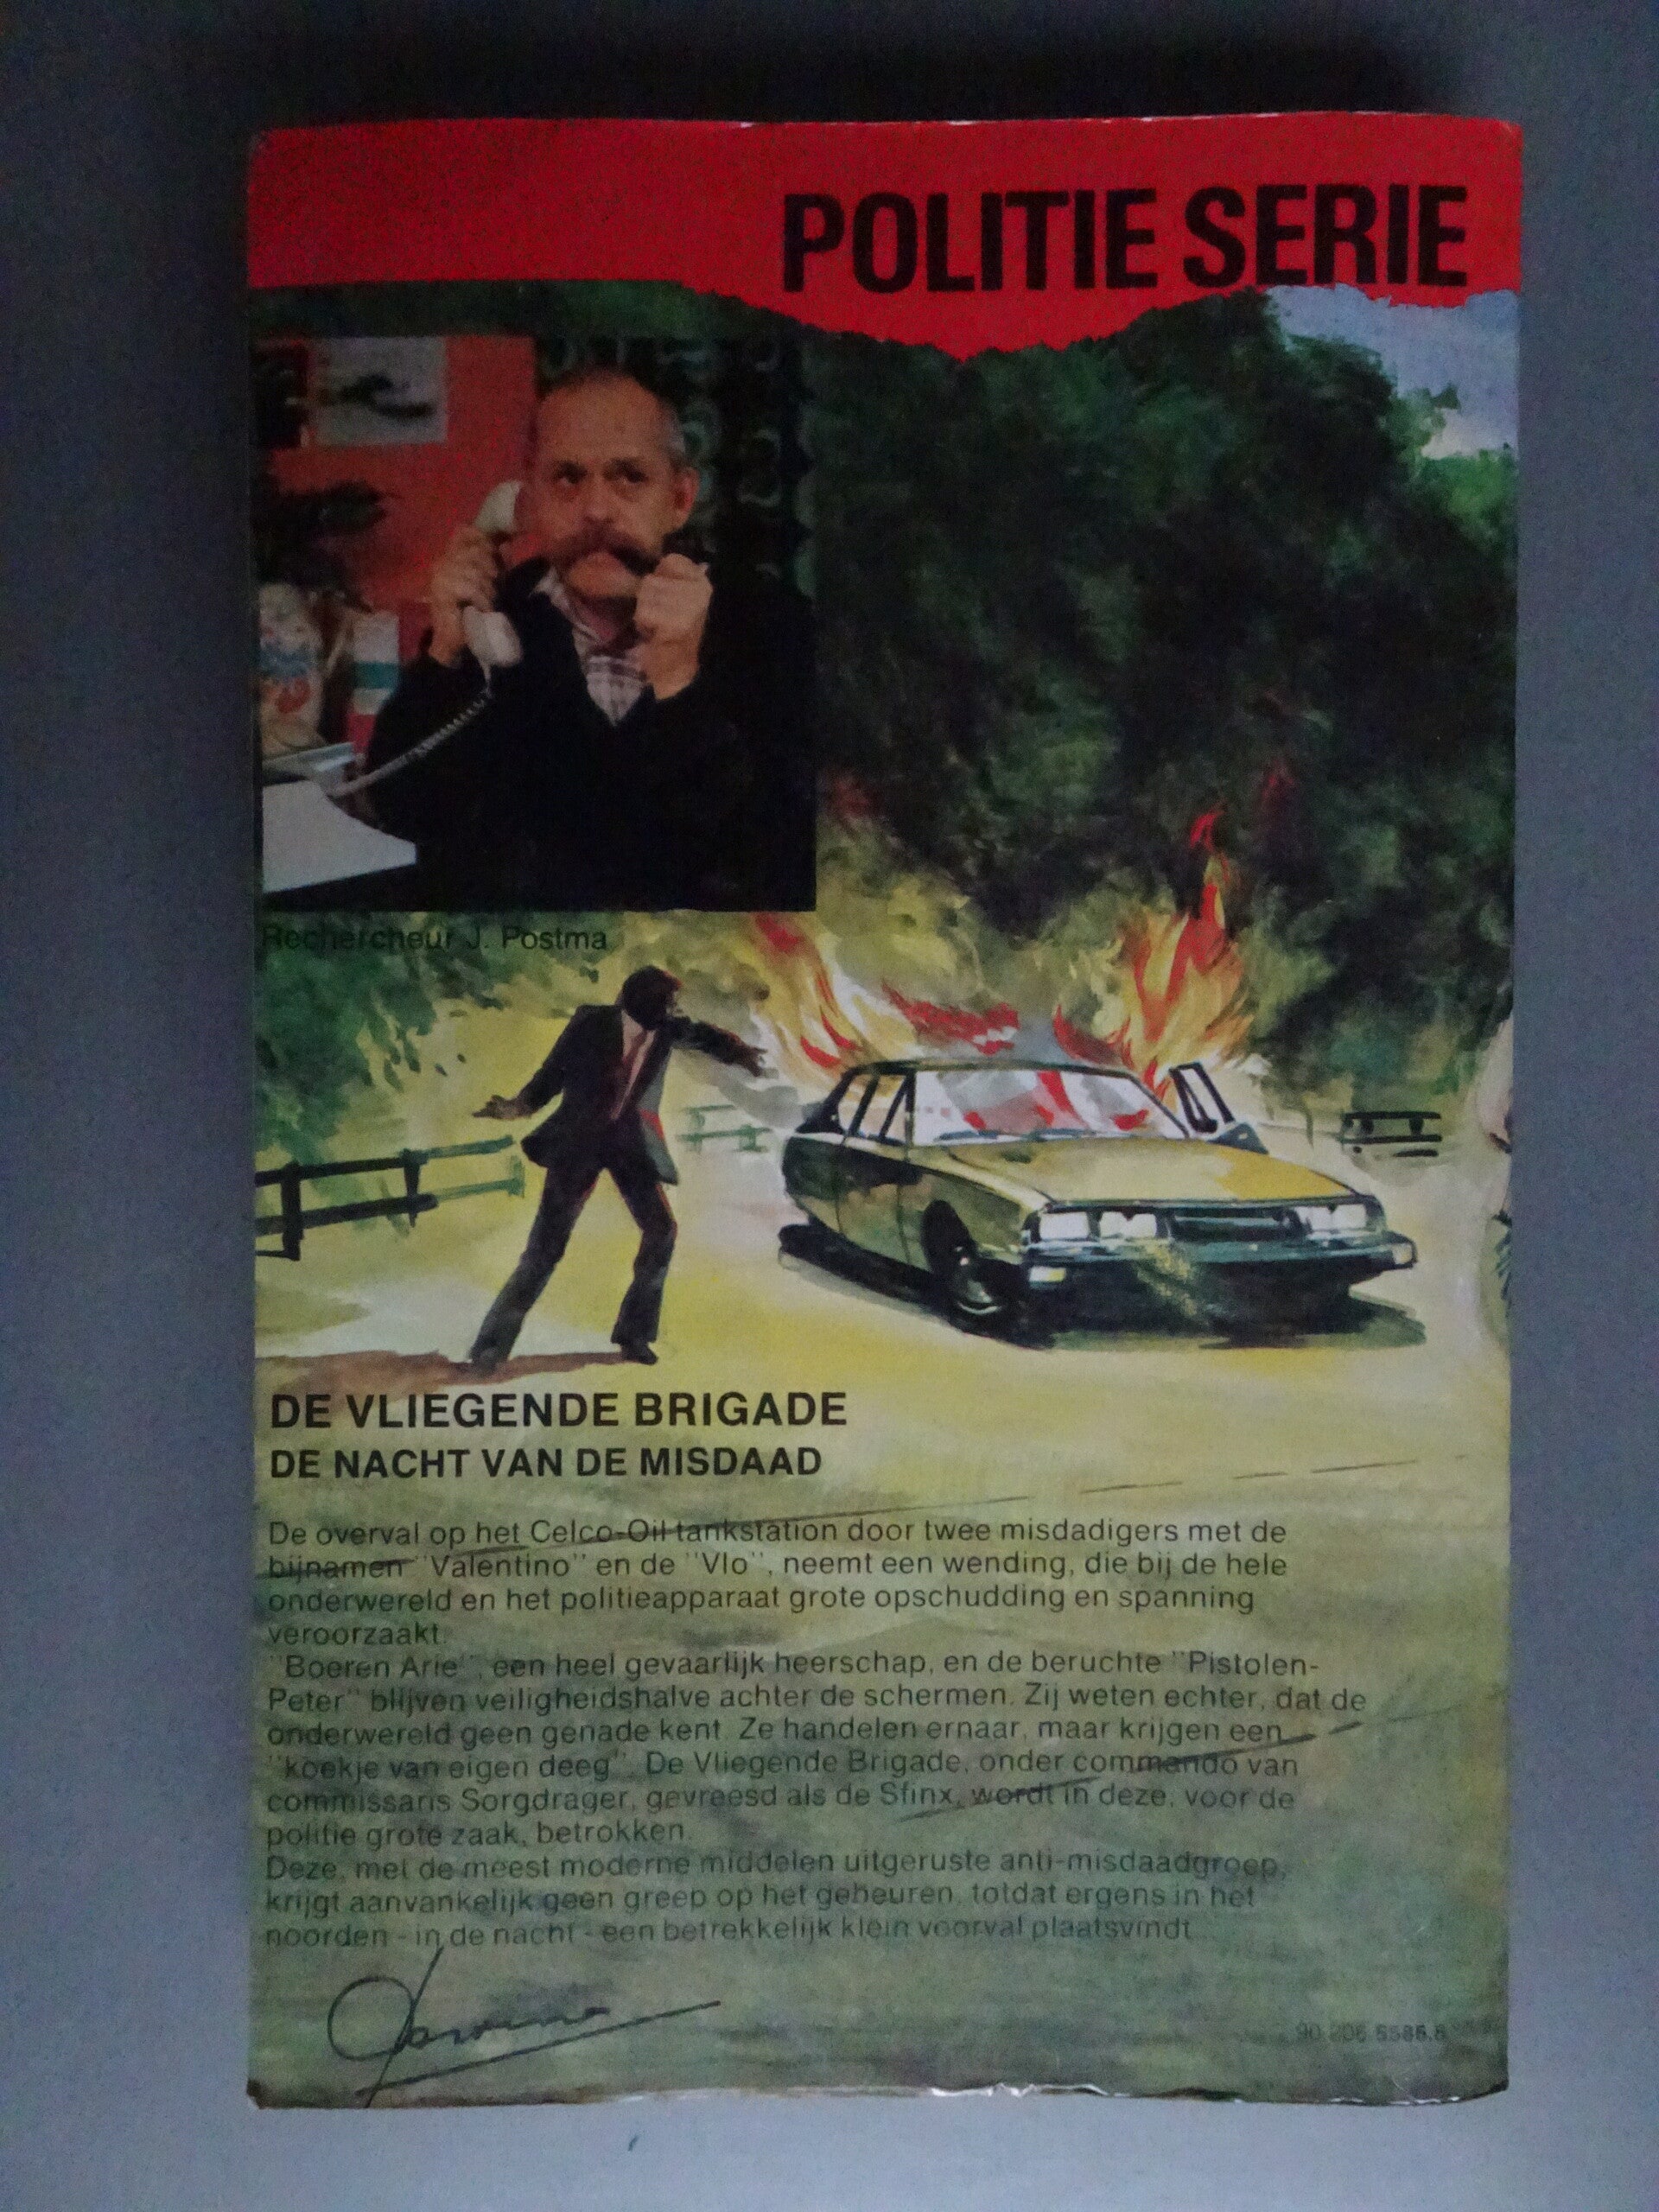 POLITIE SERIE
Rechercheur J. Postma
DE VLIEGENDE BRIGADE
DE NACHT VAN DE MISDAAD
De overval op het Celco-Oil tankstation door twee misdadigers met de
bijnamen "Valentino" en de "Vlo", neemt een wending, die bij de hele
onderwereld en het politieapparaat grote opschudding en spanning
veroorzaakt.
"Boeren Arie", een heel gevaarlijk heerschap, en de beruchte "Pistolen-
Peter" blijven veiligheidshalve achter de schermen. Zij weten echter, dat de
onderwereld geen genade kent. Ze handelen ernaar, maar krijgen een
"koekje van eigen deeg". De Vliegende Brigade, onder commando van
commissaris Sorgdrager, gevreesd als de Sfinx, wordt in deze, voor de
politie grote zaak, betrokken.
Deze, met de meest moderne middelen uitgeruste anti-misdaadgroep,
krijgt aanvankelijk geen greep op het gebeuren, totdat ergens in het
noorden - in de nacht - een betrekkelijk klein voorval plaatsvindt...